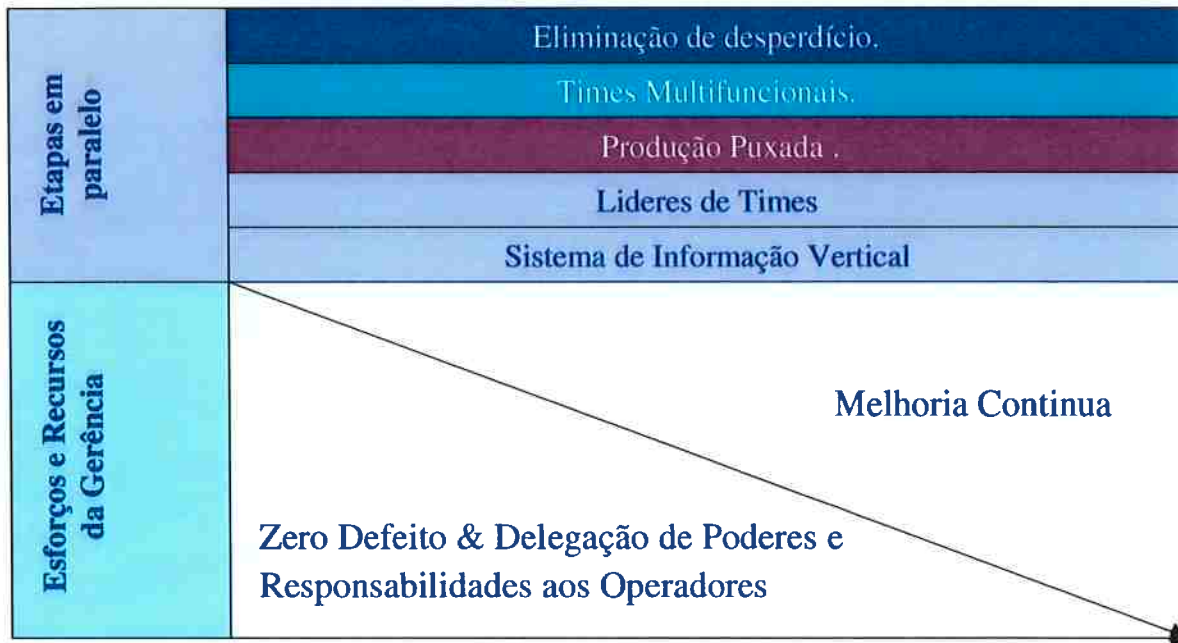 Etapas em
paralelo
Eliminação de desperdício.
Times Multifuncionais.
Produção Puxada .
Lideres de Times
Sistema de Informação Vertical
Esforços e Recursos
da Gerência
Melhoria Continua
Zero Defeito & Delegação de Poderes e
Responsabilidades aos Operadores